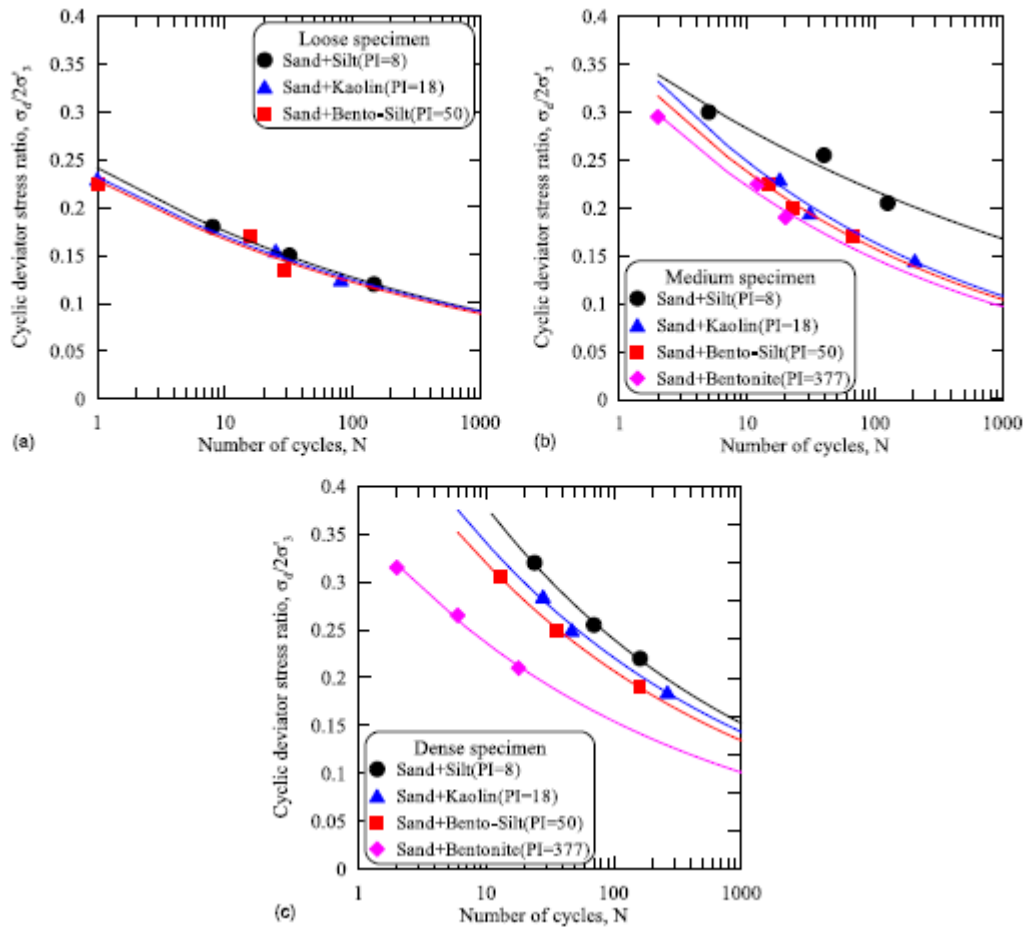 0.4
0.35
0.3
0.25
0.2
0.15
0.1
0.05
0
Cyclic deviator stress ratio, σd/2σ'3
Loose specimen
Sand+Silt(PI=8)
Sand+Kaolin(PI=18)
Sand+Bento-Silt(PI=50)
1 10 100 1000
(a) Number of cycles, N
0.4
0.35
0.3
0.25
0.2
0.15
0.1
0.05
0
Cyclic deviator stress ratio, σd/2σ'3
Medium specimen
Sand+Silt(PI=8)
Sand+Kaolin(PI=18)
Sand+Bento-Silt(PI=50)
Sand+Bentonite(PI=377)
1 10 100 1000
(b) Number of cycles, N
0.4
0.35
0.3
0.25
0.2
0.15
0.1
0.05
0
Cyclic deviator stress ratio, σd/2σ'3
Dense specimen
Sand+Silt(PI=8)
Sand+Kaolin(PI=18)
Sand+Bento-Silt(PI=50)
Sand+Bentonite(PI=377)
1 10 100 1000
(c) Number of cycles, N